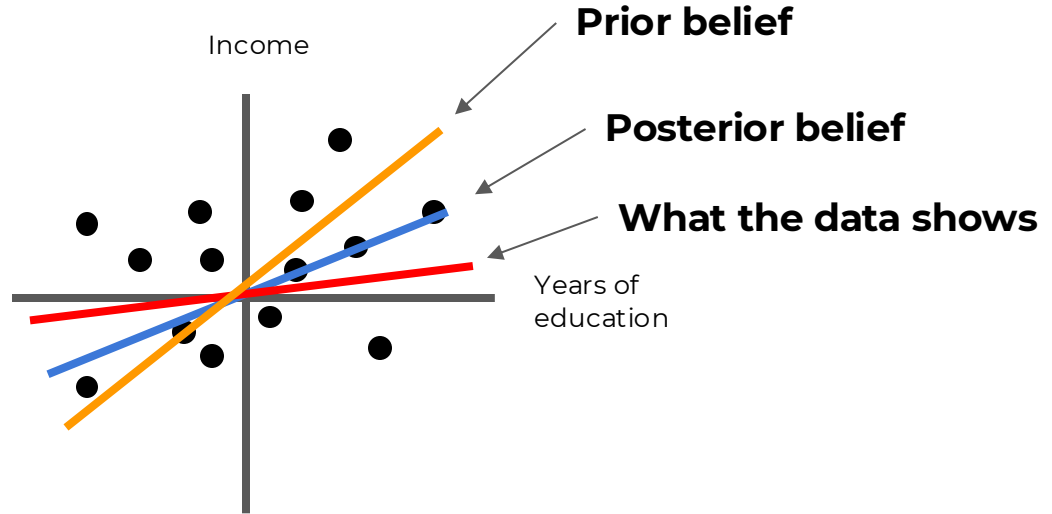 Prior belief
Income
Posterior belief
What the data shows
Years of
education